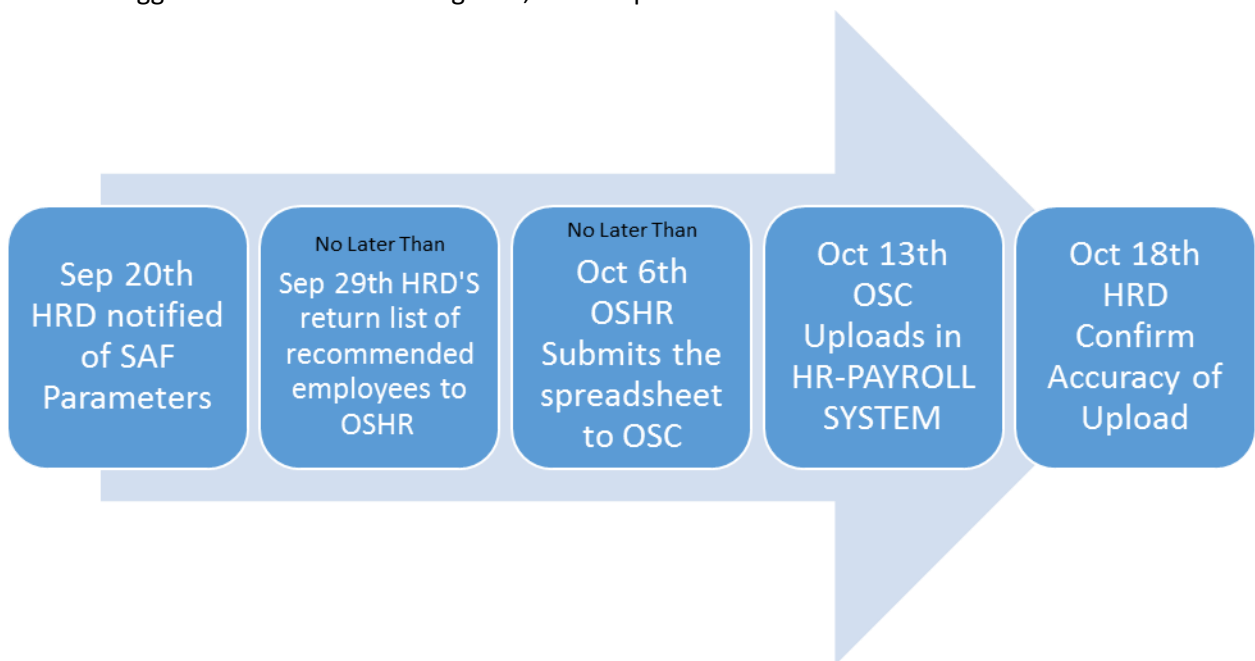 Sep 20th
HRD notified
of SAF
Parameters
No Later Than
Sep 29th HRD'S
return list of
recommended
employees to
OSHR
No Later Than
Oct 6th
OSHR
Submits the
spreadsheet
to OSC
Oct 13th
OSC
Uploads in
HR-PAYROLL
SYSTEM
Oct 18th
HRD
Confirm
Accuracy of
Upload